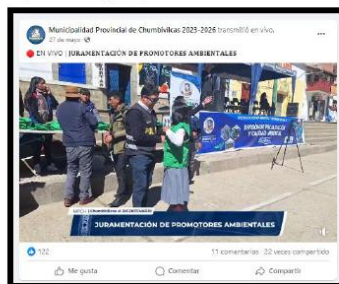 Municipalidad Provincial de Chumbivilcas 2023-2026 transmitió en vivo.
27 de mayo
EN VIVO | JURAMENTACIÓN DE PROMOTORES AMBIENTALES
JURAMENTACIÓN DE PROMOTORES AMBIENTALES
122
11 comentarios 22 veces compartido
Me gusta
Comentar
Compartir